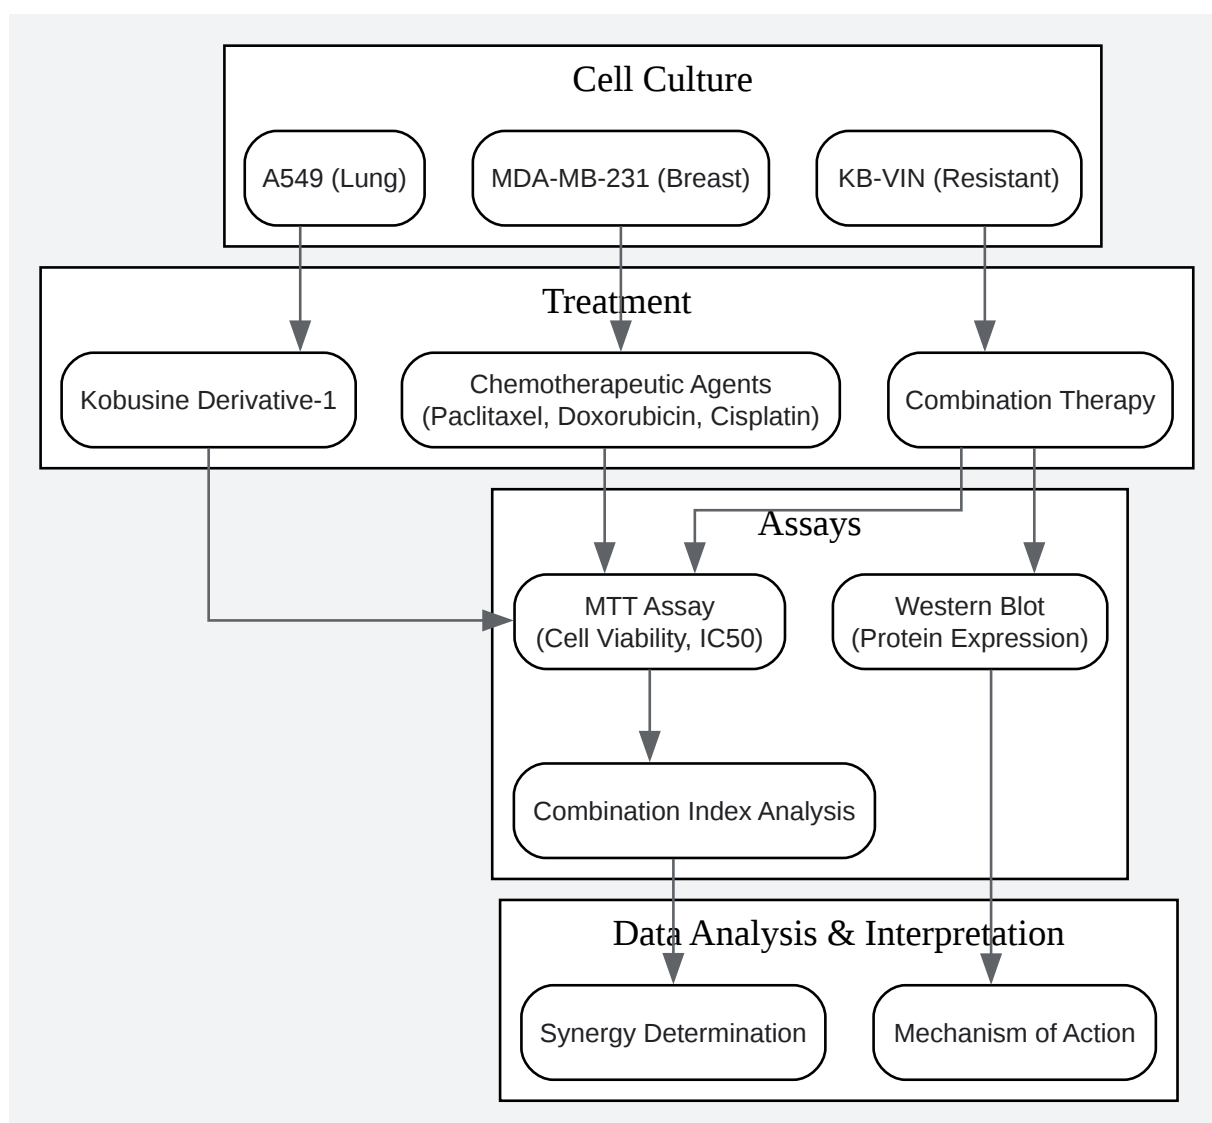 Cell Culture
A549 (Lung)
MDA-MB-231 (Breast)
KB-VIN (Resistant)
Treatment
Kobusine Derivative-1
Chemotherapeutic Agents
(Paclitaxel, Doxorubicin, Cisplatin)
Combination Therapy
Assays
MTT Assay
(Cell Viability, IC50)
Western Blot
(Protein Expression)
Combination Index Analysis
Data Analysis & Interpretation
Synergy Determination
Mechanism of Action